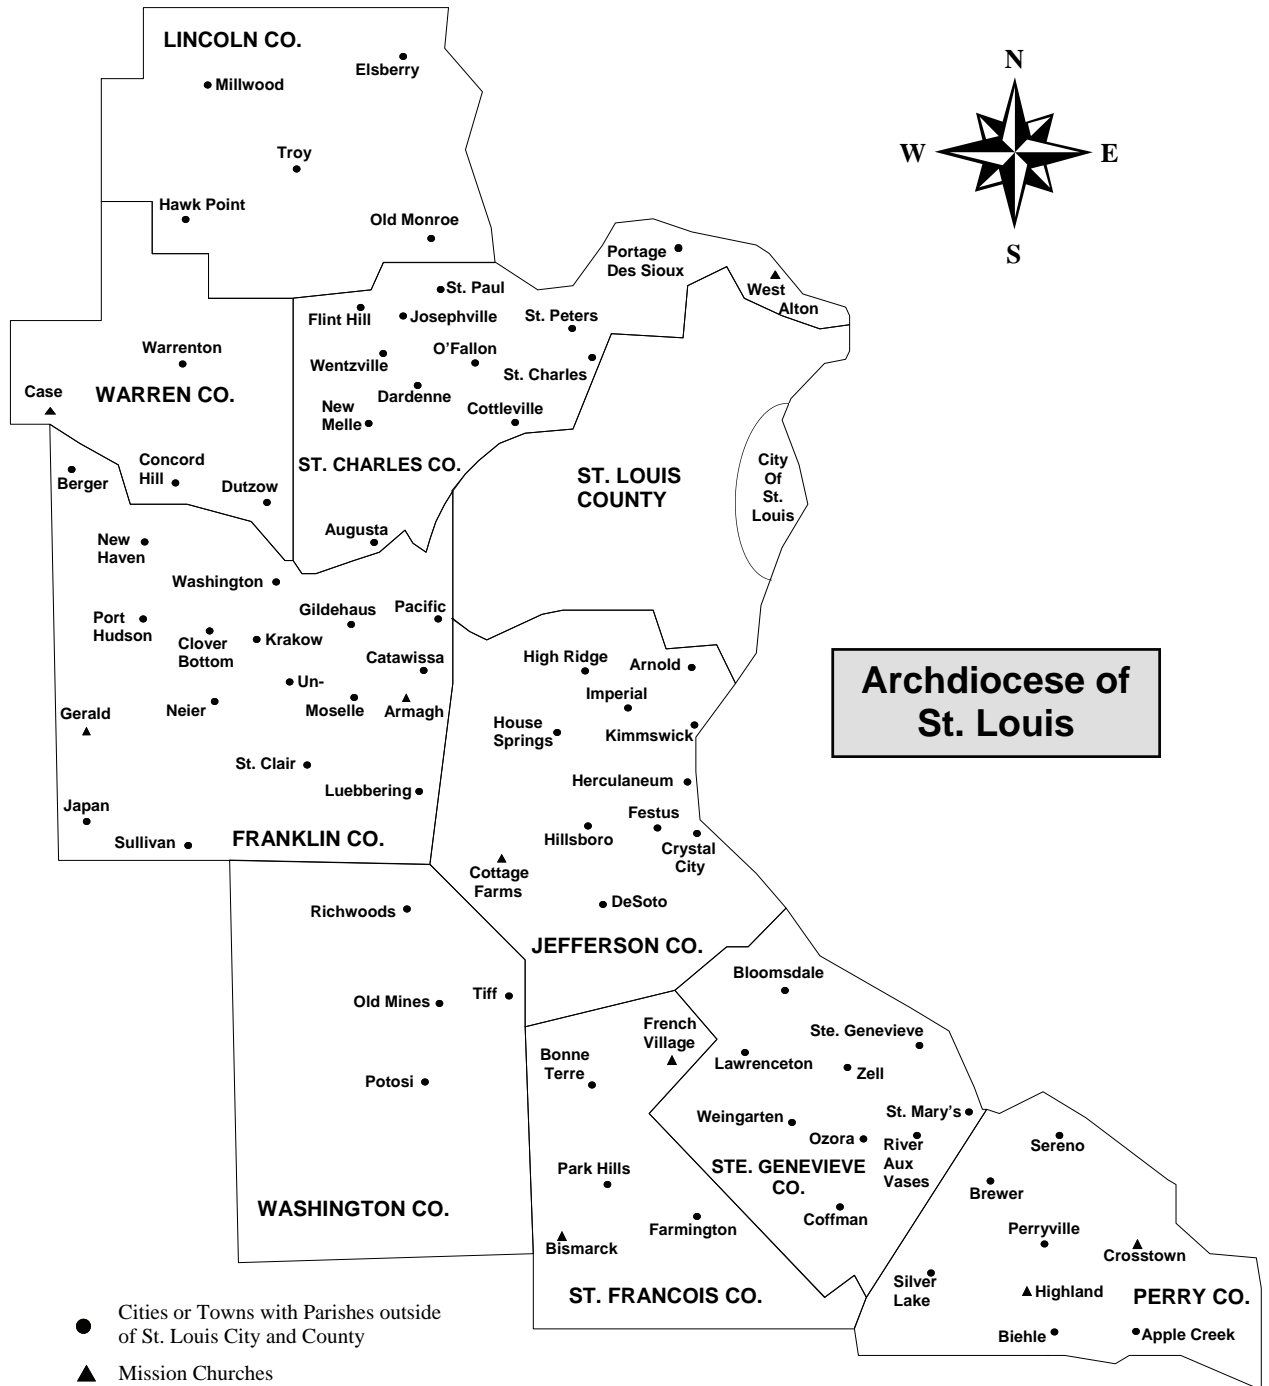 LINCOLN CO.
Elsberry
Millwood
Troy
Hawk Point
Old Monroe
N
W
E
S
Portage
Des Sioux
West
Alton
St. Paul
Flint Hill
Josephville
St. Peters
Wentzville
O'Fallon
St. Charles
Dardenne
New
Melle
Cottleville
ST. CHARLES CO.
Augusta
Warrenton
WARREN CO.
Case
Concord
Hill
Dutzow
ST. LOUIS
COUNTY
City
Of
St.
Louis
Berger
New
Haven
Washington
Gildehaus
Pacific
Port
Hudson
Clover
Bottom
Krakow
Catawissa
Un-
Neier
Moselle
Armagh
Gerald
St. Clair
Luebbering
Japan
Sullivan
FRANKLIN CO.
High Ridge
Arnold
Imperial
House
Springs
Kimmswick
Herculaneum
Festus
Hillsboro
Crystal
City
Cottage
Farms
DeSoto
JEFFERSON CO.
Archdiocese of
St. Louis
Richwoods
Old Mines
Tiff
Potosi
WASHINGTON CO.
French
Village
Bonne
Terre
Park Hills
Farmington
Bismarck
ST. FRANCOIS CO.
Bloomsdale
Ste. Genevieve
Lawrenceton
Zell
Weingarten
St. Mary's
Ozora
River
Aux
Vases
STE. GENEVIEVE
CO.
Coffman
Sereno
Brewer
Perryville
Crosstown
Silver
Lake
Highland
PERRY CO.
Biehle
Apple Creek
Cities or Towns with Parishes outside
of St. Louis City and County
Mission Churches